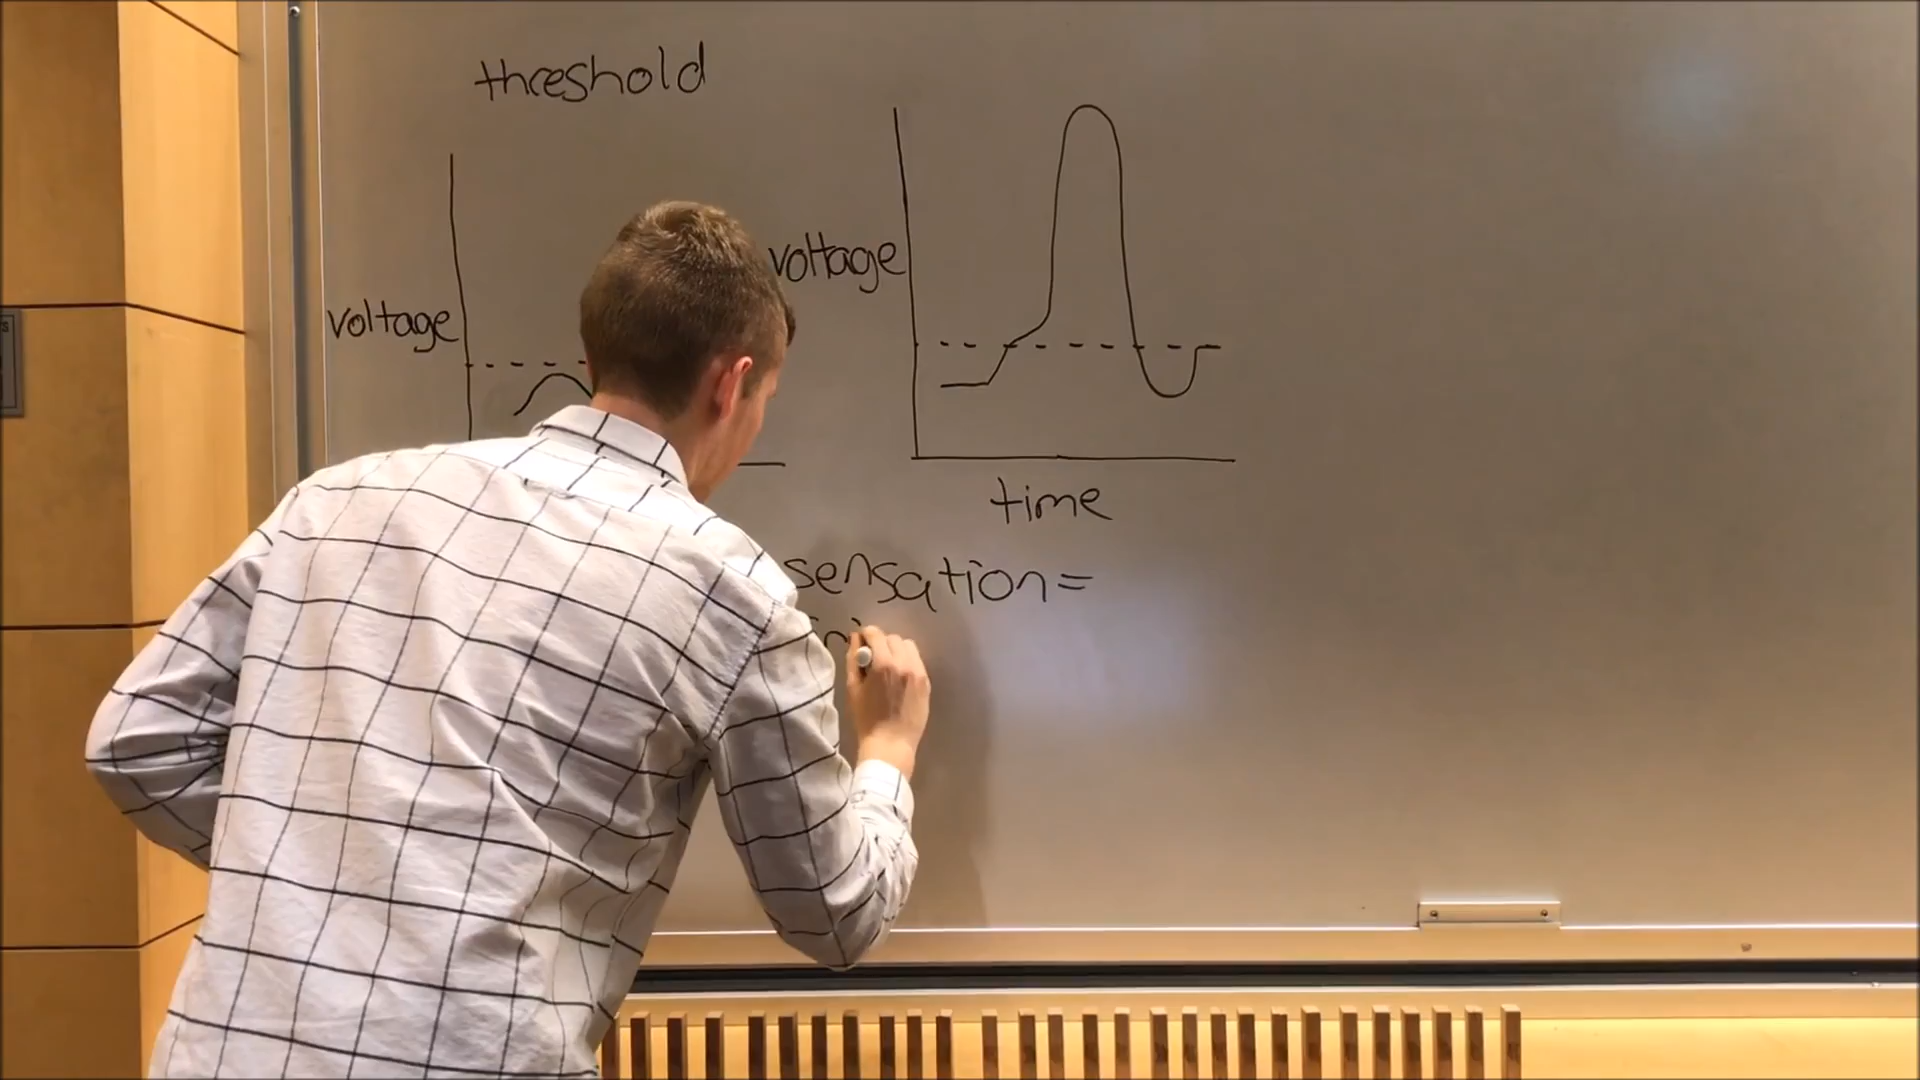 threshold
voltage
voltage
time
sensation=